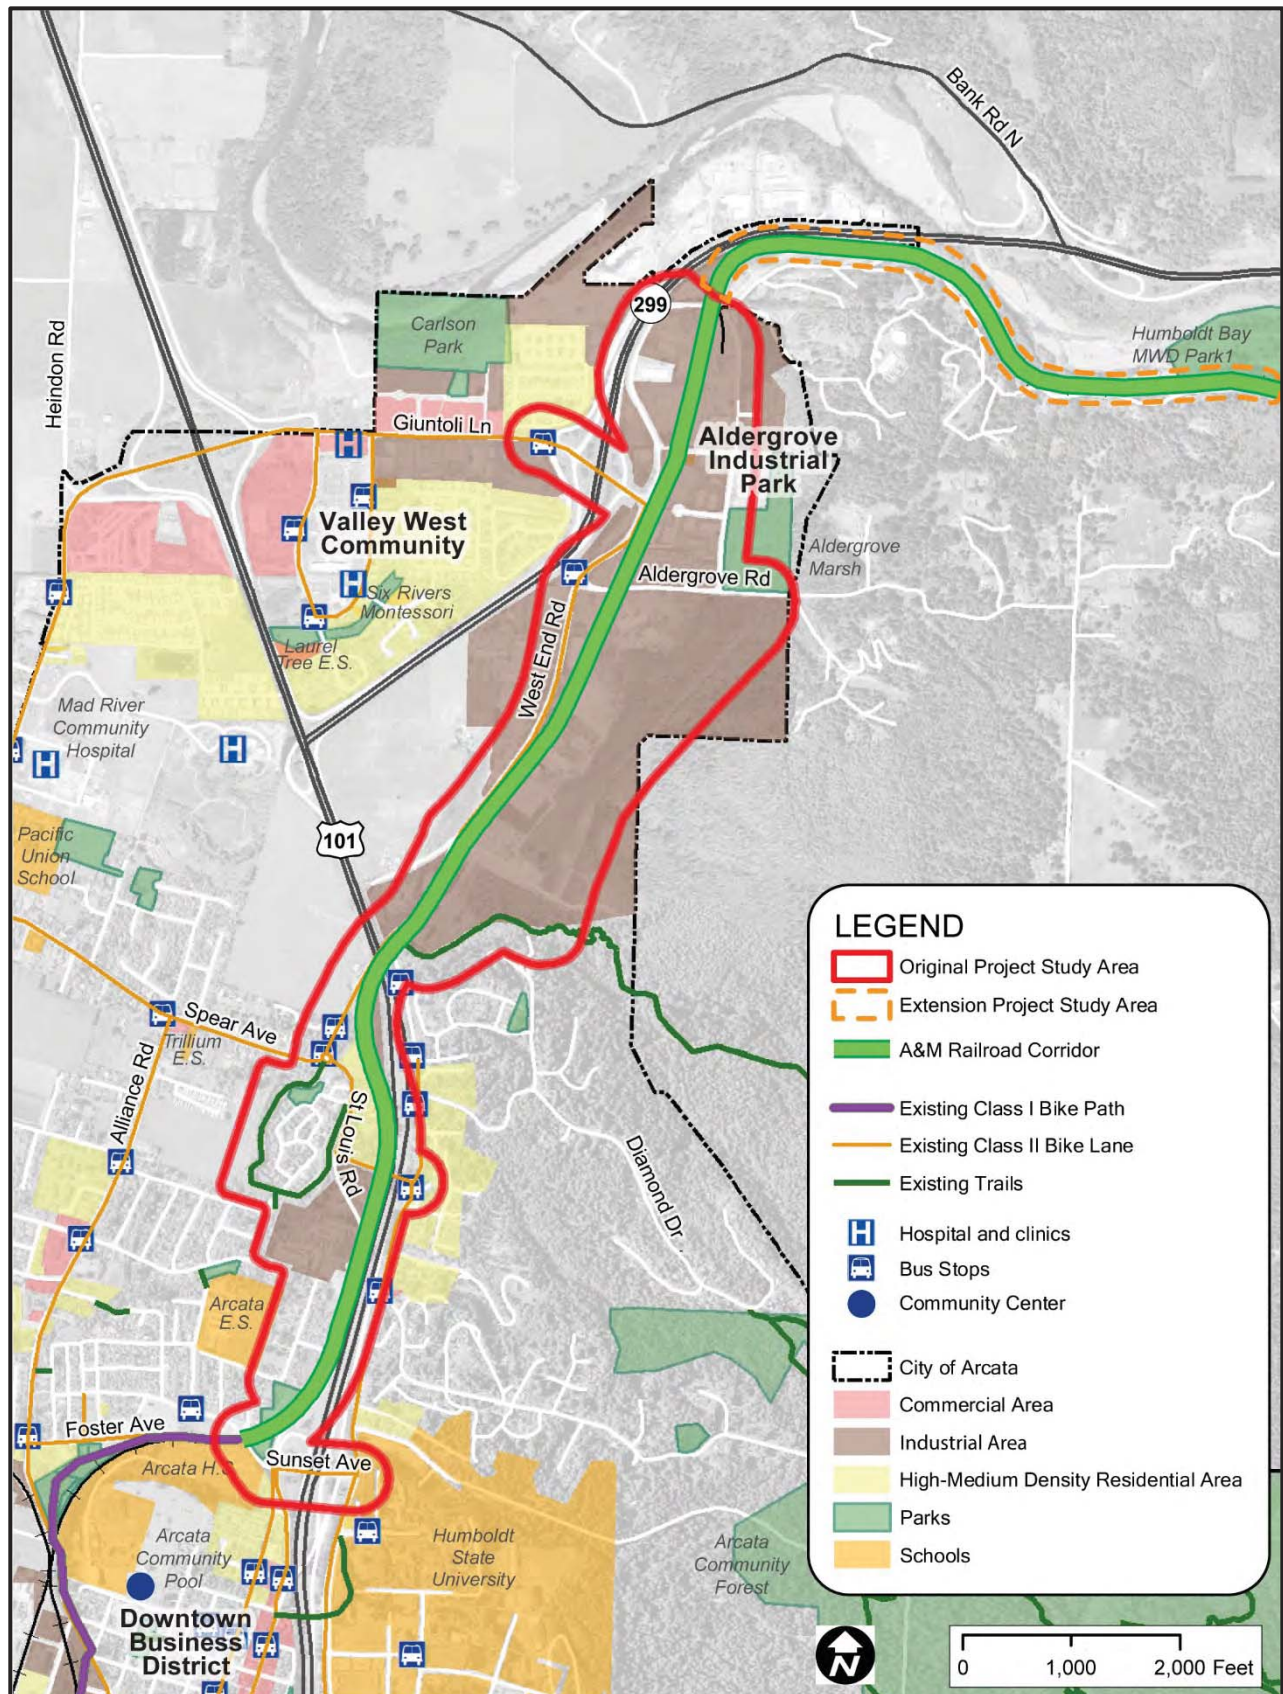 Bank Rd N
Heindon Rd
Carlson
Park
299
Humboldt Bay
MWD Park1
Giuntoli Ln
H
Aldergrove
Industrial
Park
Valley West
Community
Aldergrove
Marsh
Aldergrove Rd
H
Six Rivers
Montessori
Laurel
Tree E.S.
West End Rd
Mad River
Community
Hospital
H
H
101
Pacific
Union
School
Spear Ave
Trillium
E.S.
Alliance Rd
St Louis Rd
Diamond Dr
Arcata
E.S.
Foster Ave
Arcata H.S.
Sunset Ave
Arcata
Community
Pool
Humboldt
State
University
Arcata
Community
Forest
Downtown
Business
District
LEGEND
Original Project Study Area
Extension Project Study Area
A&M Railroad Corridor
Existing Class I Bike Path
Existing Class II Bike Lane
Existing Trails
H
Hospital and clinics
Bus Stops
Community Center
City of Arcata
Commercial Area
Industrial Area
High-Medium Density Residential Area
Parks
Schools
N
0 1,000 2,000 Feet